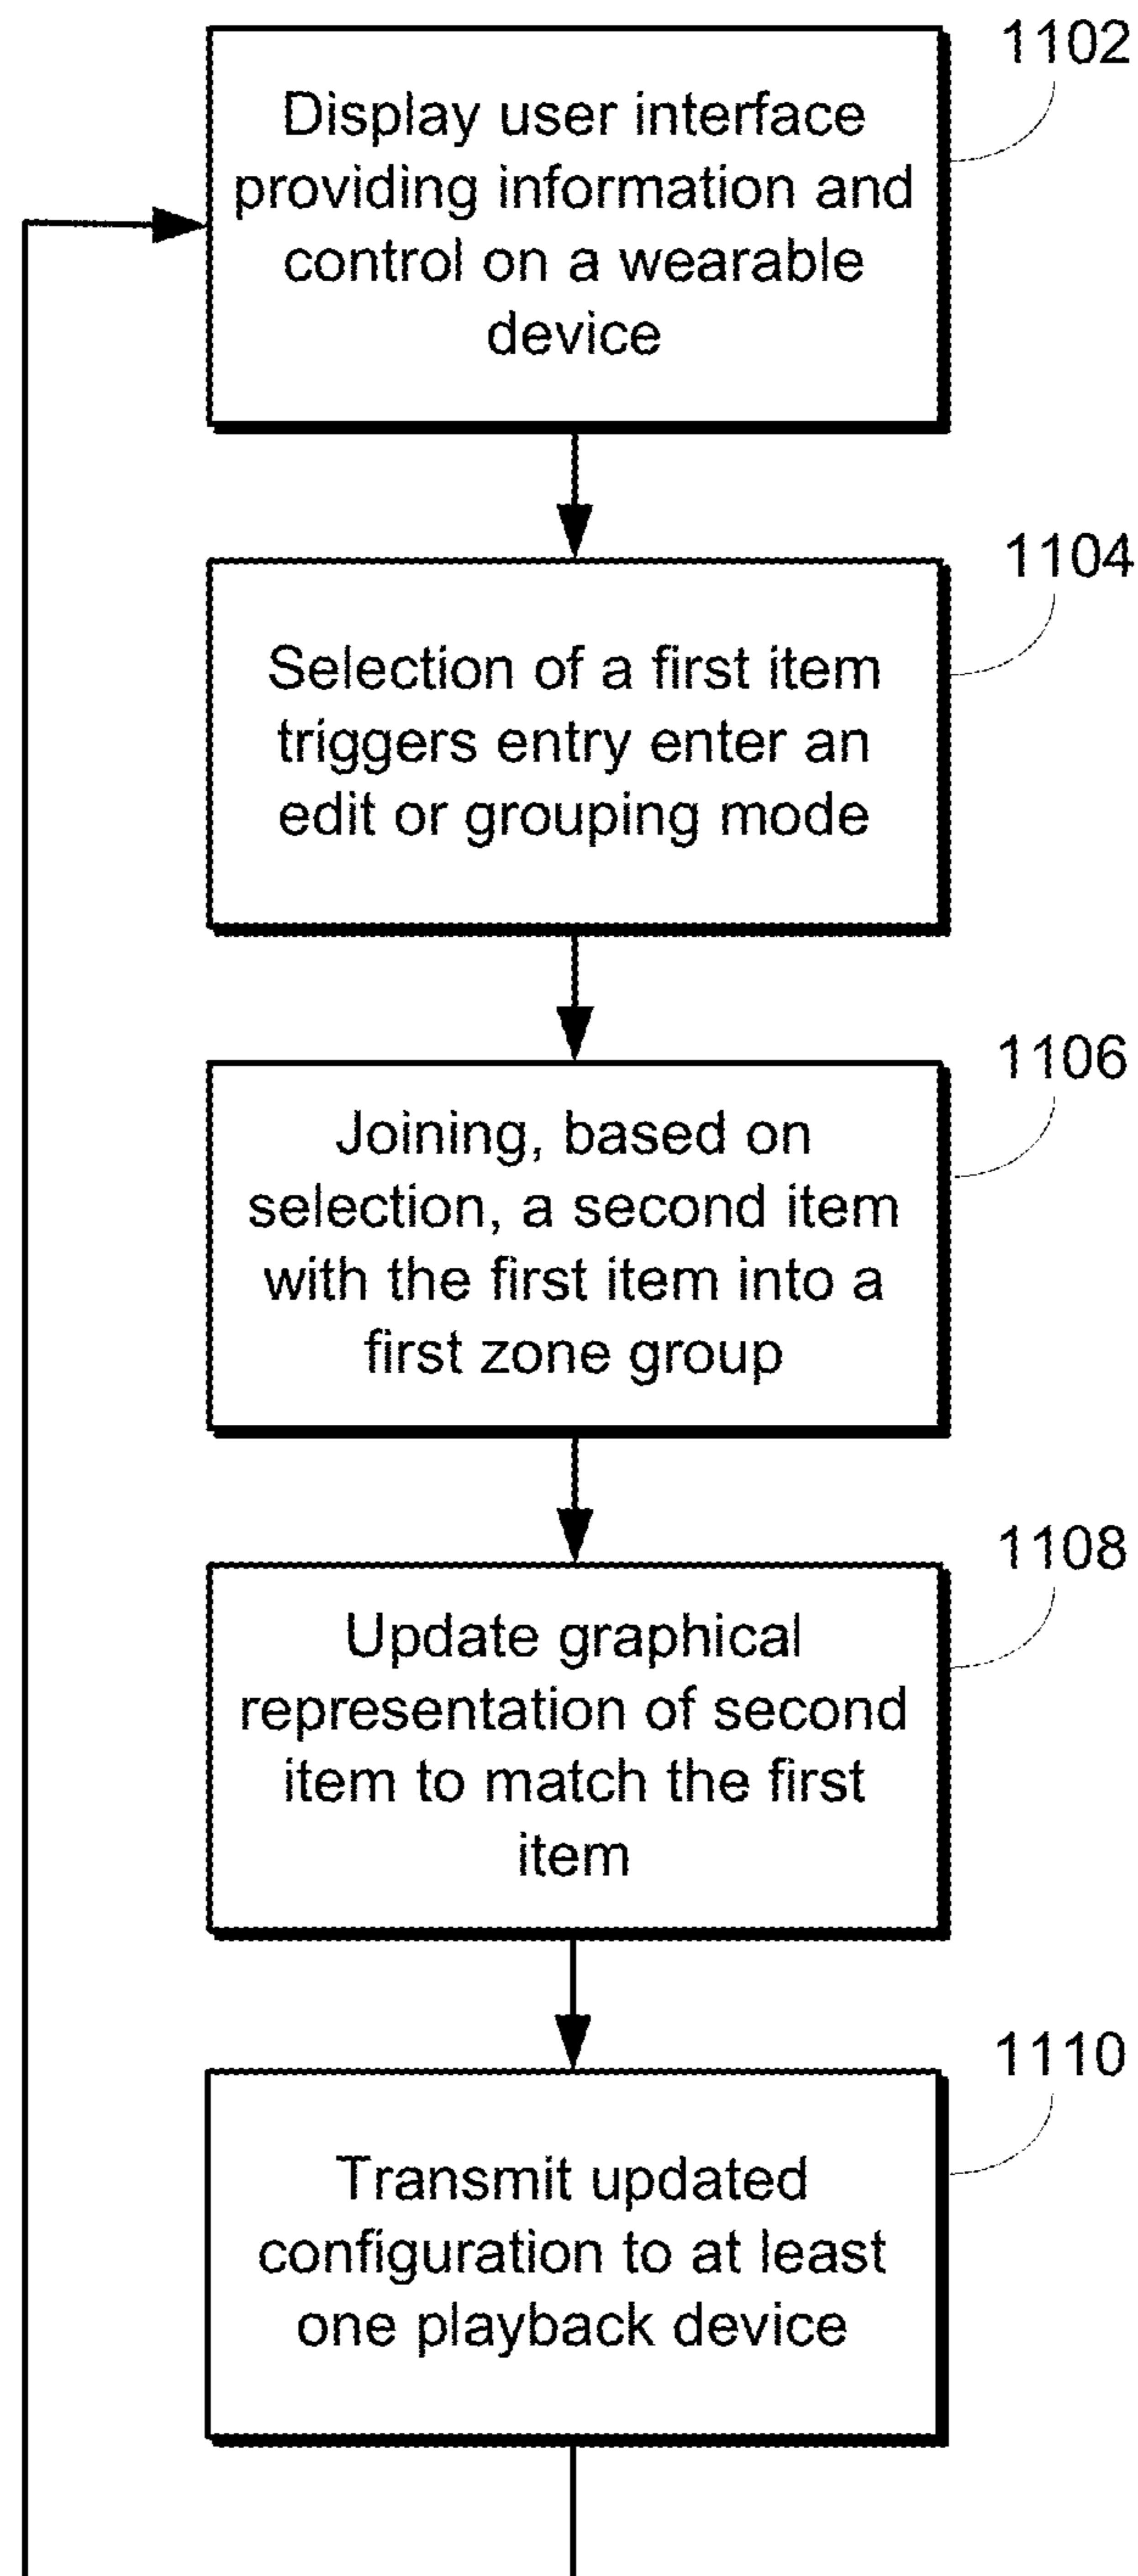 1102
Display user interface
providing information and
control on a wearable
device
1104
Selection of a first item
triggers entry enter an
edit or grouping mode
1106
Joining, based on
selection, a second item
with the first item into a
first zone group
1108
Update graphical
representation of second
item to match the first
item
1110
Transmit updated
configuration to at least
one playback device